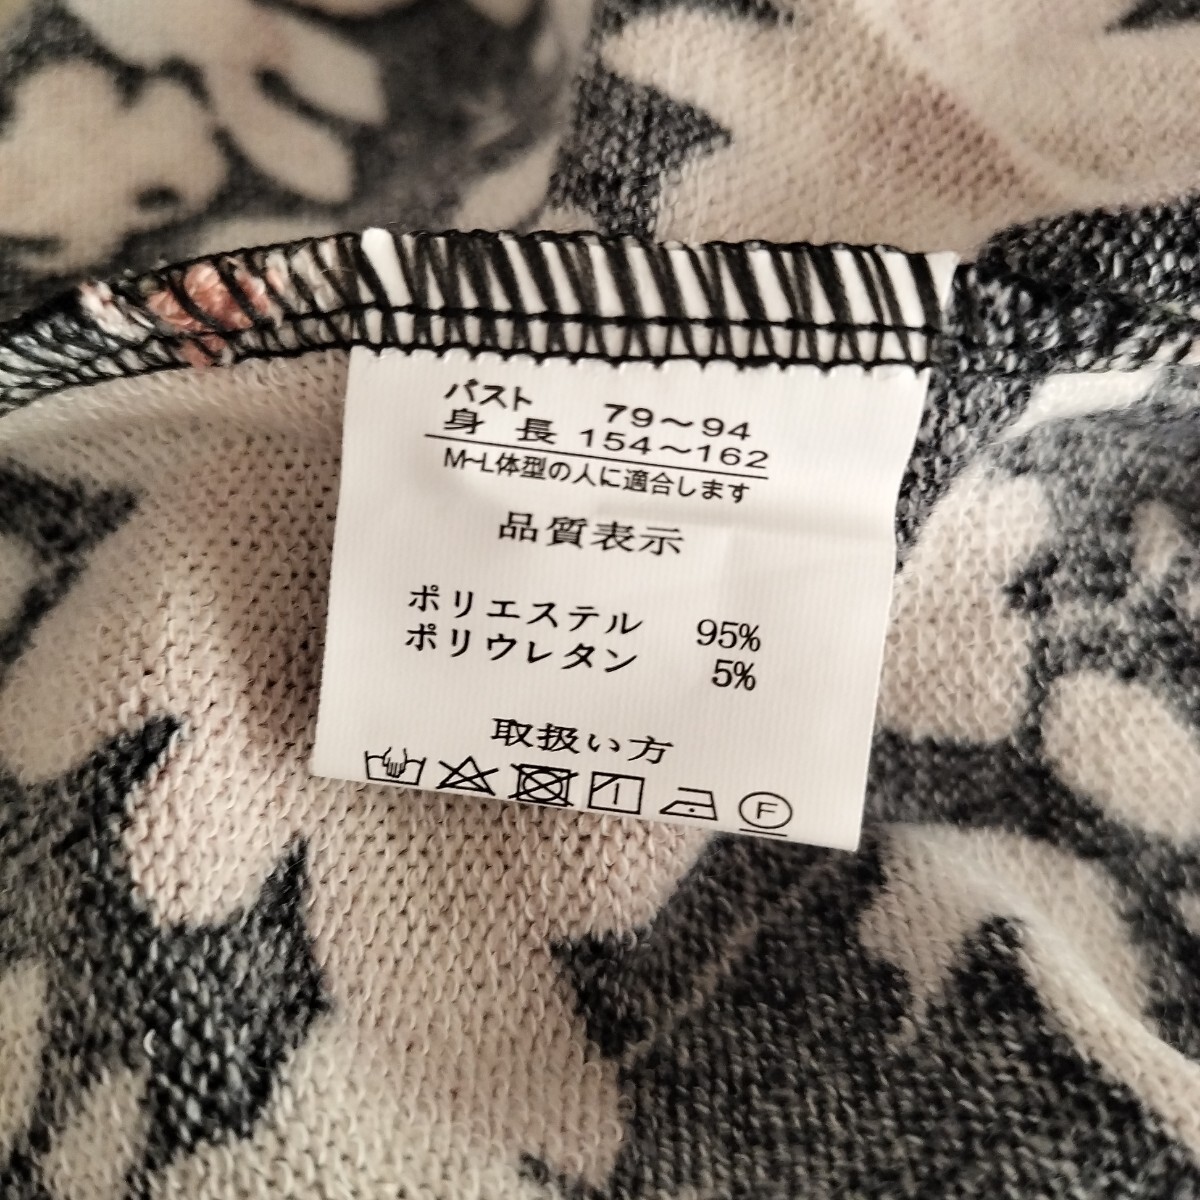 バスト 79～94
身長 154～162
M~L体型の人に適合します
品質表示
ポリエステル 95%
ポリウレタン 5%
取扱い方
F